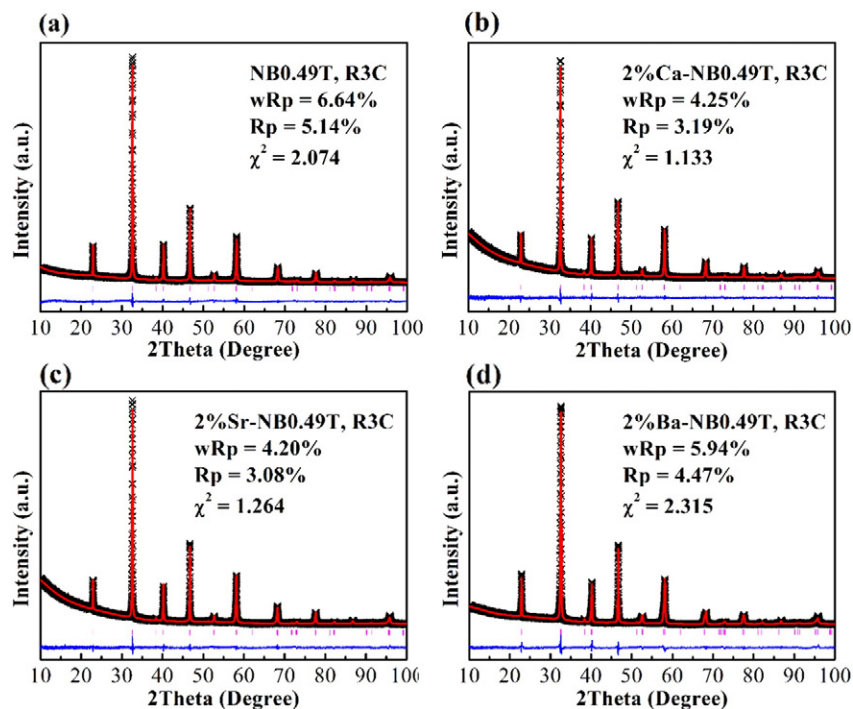 (a)
NB0.49T, R3C
wRp = 6.64%
Rp = 5.14%
χ² = 2.074
Intensity (a.u.)
10 20 30 40 50 60 70 80 90 100
2Theta (Degree)
(b)
2%Ca-NB0.49T, R3C
wRp = 4.25%
Rp = 3.19%
χ² = 1.133
Intensity (a.u.)
10 20 30 40 50 60 70 80 90 100
2Theta (Degree)
(c)
2%Sr-NB0.49T, R3C
wRp = 4.20%
Rp = 3.08%
χ² = 1.264
Intensity (a.u.)
10 20 30 40 50 60 70 80 90 100
2Theta (Degree)
(d)
2%Ba-NB0.49T, R3C
wRp = 5.94%
Rp = 4.47%
χ² = 2.315
Intensity (a.u.)
10 20 30 40 50 60 70 80 90 100
2Theta (Degree)